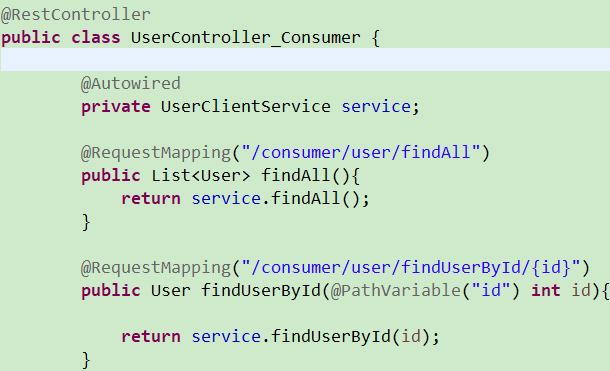 @RestController
public class UserController_Consumer {
@Autowired
private UserClientService service;
@RequestMapping("/consumer/user/findAll")
public List<User> findAll(){
return service.findAll();
}
@RequestMapping("/consumer/user/findUserById/{id}")
public User findUserById(@PathVariable("id") int id){
return service.findUserById(id);
}